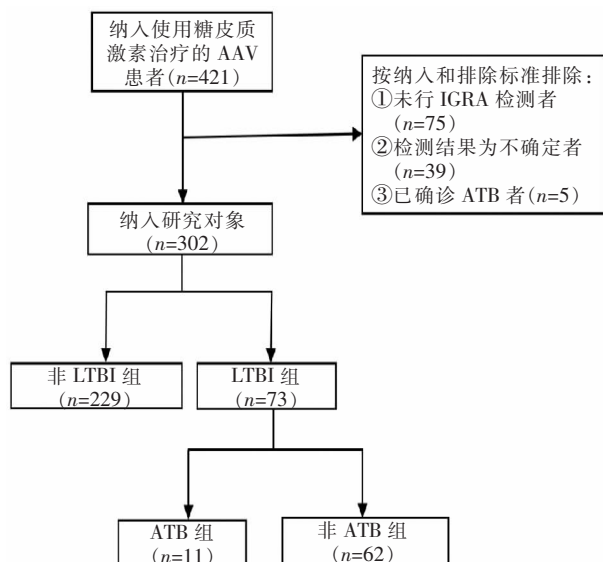 纳入使用糖皮质
激素治疗的 AAV
患者(n=421)
按纳入和排除标准排除：
①未行 IGRA 检测者
(n=75)
②检测结果为不确定者
(n=39)
③已确诊 ATB 者(n=5)
纳入研究对象
(n=302)
非 LTBI 组
(n=229)
LTBI 组
(n=73)
ATB 组
(n=11)
非 ATB 组
(n=62)